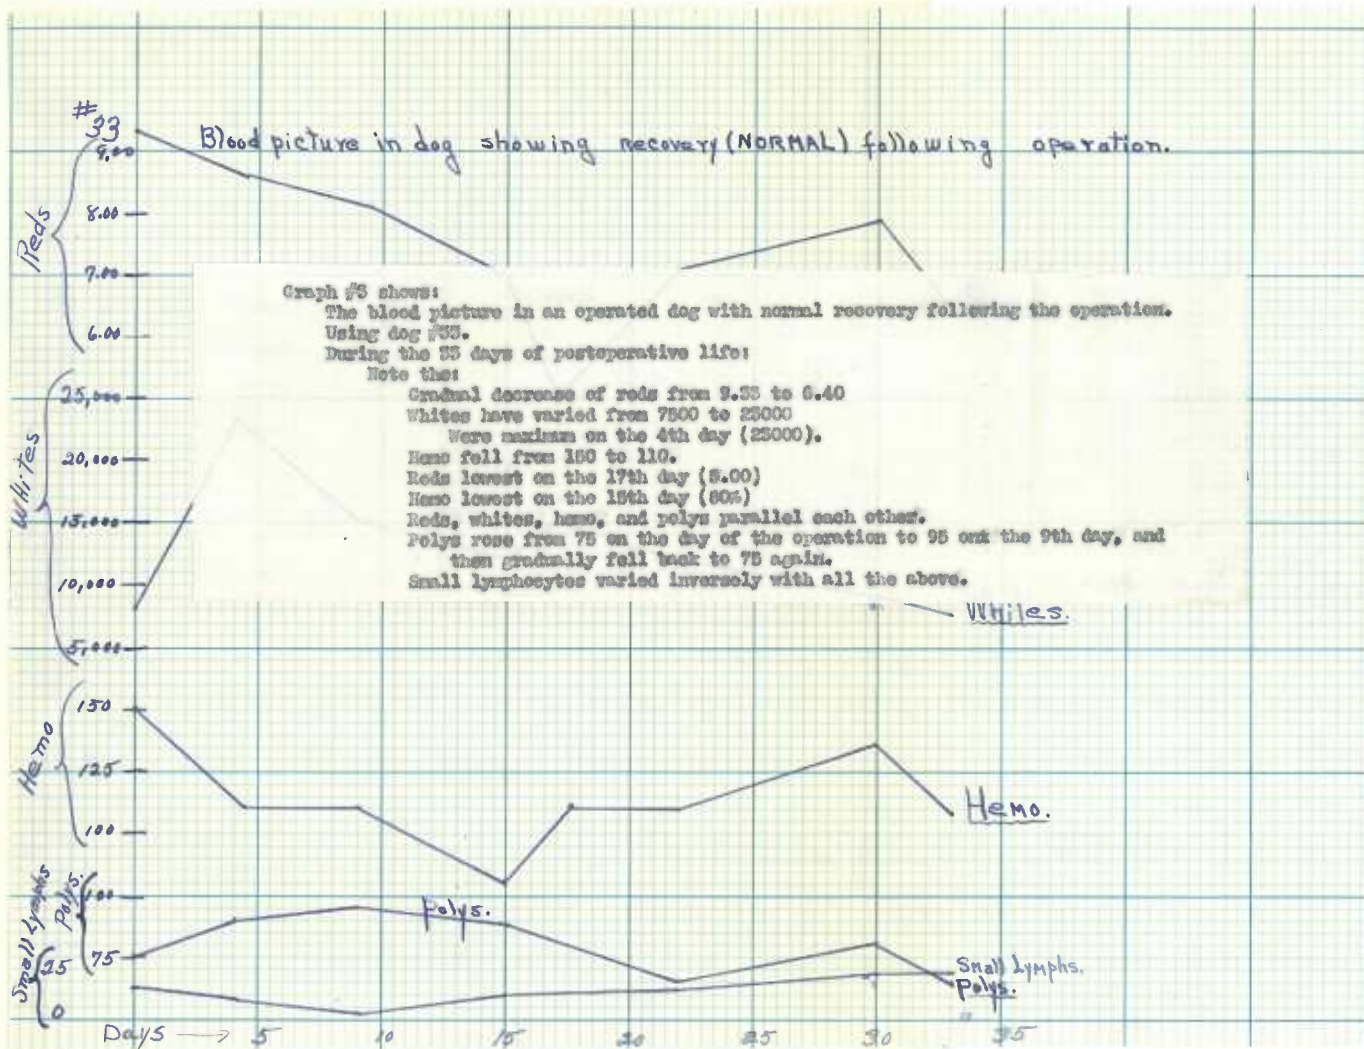 #33
Blood picture in dog showing recovery (NORMAL) following operation.
Reds
9.00
8.00
7.00
6.00
Graph #3 shows:
The blood picture in an operated dog with normal recovery following the operation.
Using dog #33.
During the 33 days of postoperative life:
Note the:
Gradual decrease of reds from 9.33 to 6.40
Whites have varied from 7800 to 23000
Were maximum on the 4th day (23000).
Hemo fell from 150 to 110.
Reds lowest on the 17th day (5.00)
Hemo lowest on the 15th day (80%)
Reds, whites, hemo, and polys parallel each other.
Polys rose from 75 on the day of the operation to 95 ont the 9th day, and
then gradually fell back to 75 again.
Small lymphocytes varied inversely with all the above.
Whites
25,000
20,000
15,000
10,000
5,000
Whites.
Hemo
150
125
100
Hemo.
Small Lymphs
Polys.
100
75
25
0
Polys.
Small Lymphs.
Polys.
Days → 5 10 15 20 25 30 35